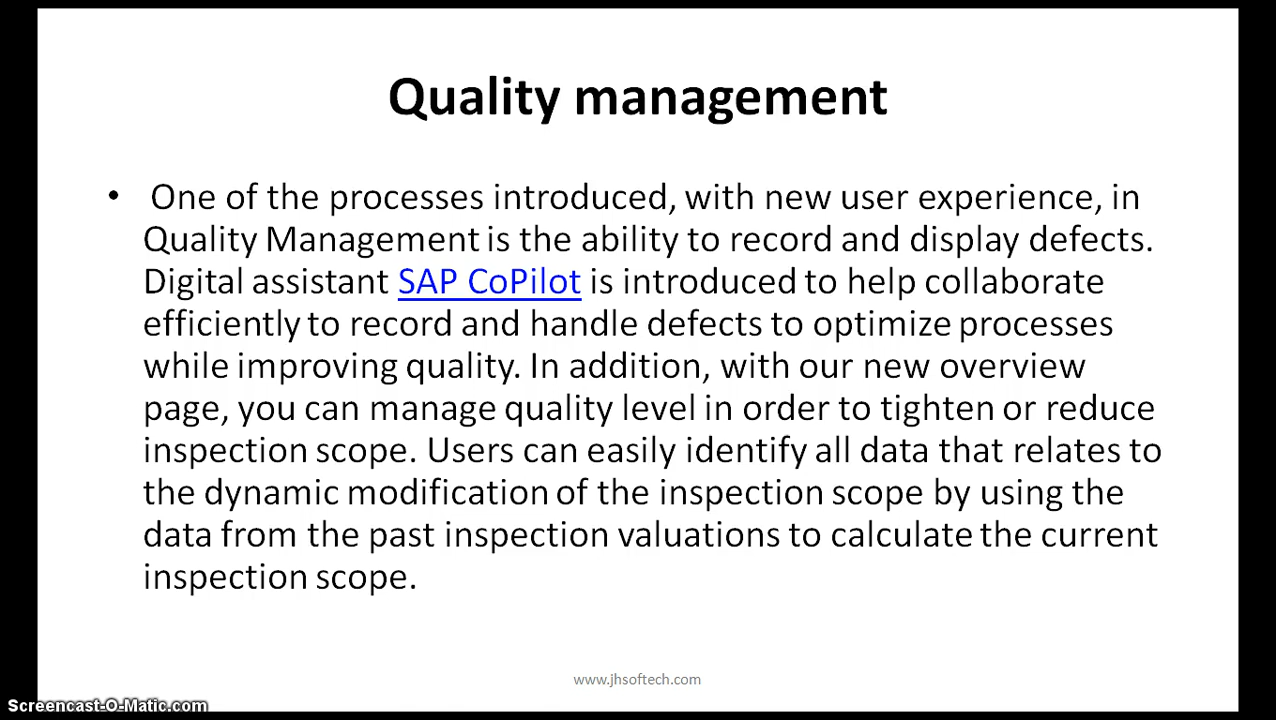 Quality management
• One of the processes introduced, with new user experience, in
Quality Management is the ability to record and display defects.
Digital assistant SAP CoPilot is introduced to help collaborate
efficiently to record and handle defects to optimize processes
while improving quality. In addition, with our new overview
page, you can manage quality level in order to tighten or reduce
inspection scope. Users can easily identify all data that relates to
the dynamic modification of the inspection scope by using the
data from the past inspection valuations to calculate the current
inspection scope.
www.jhsoftech.com
Screencast-O-Matic.com